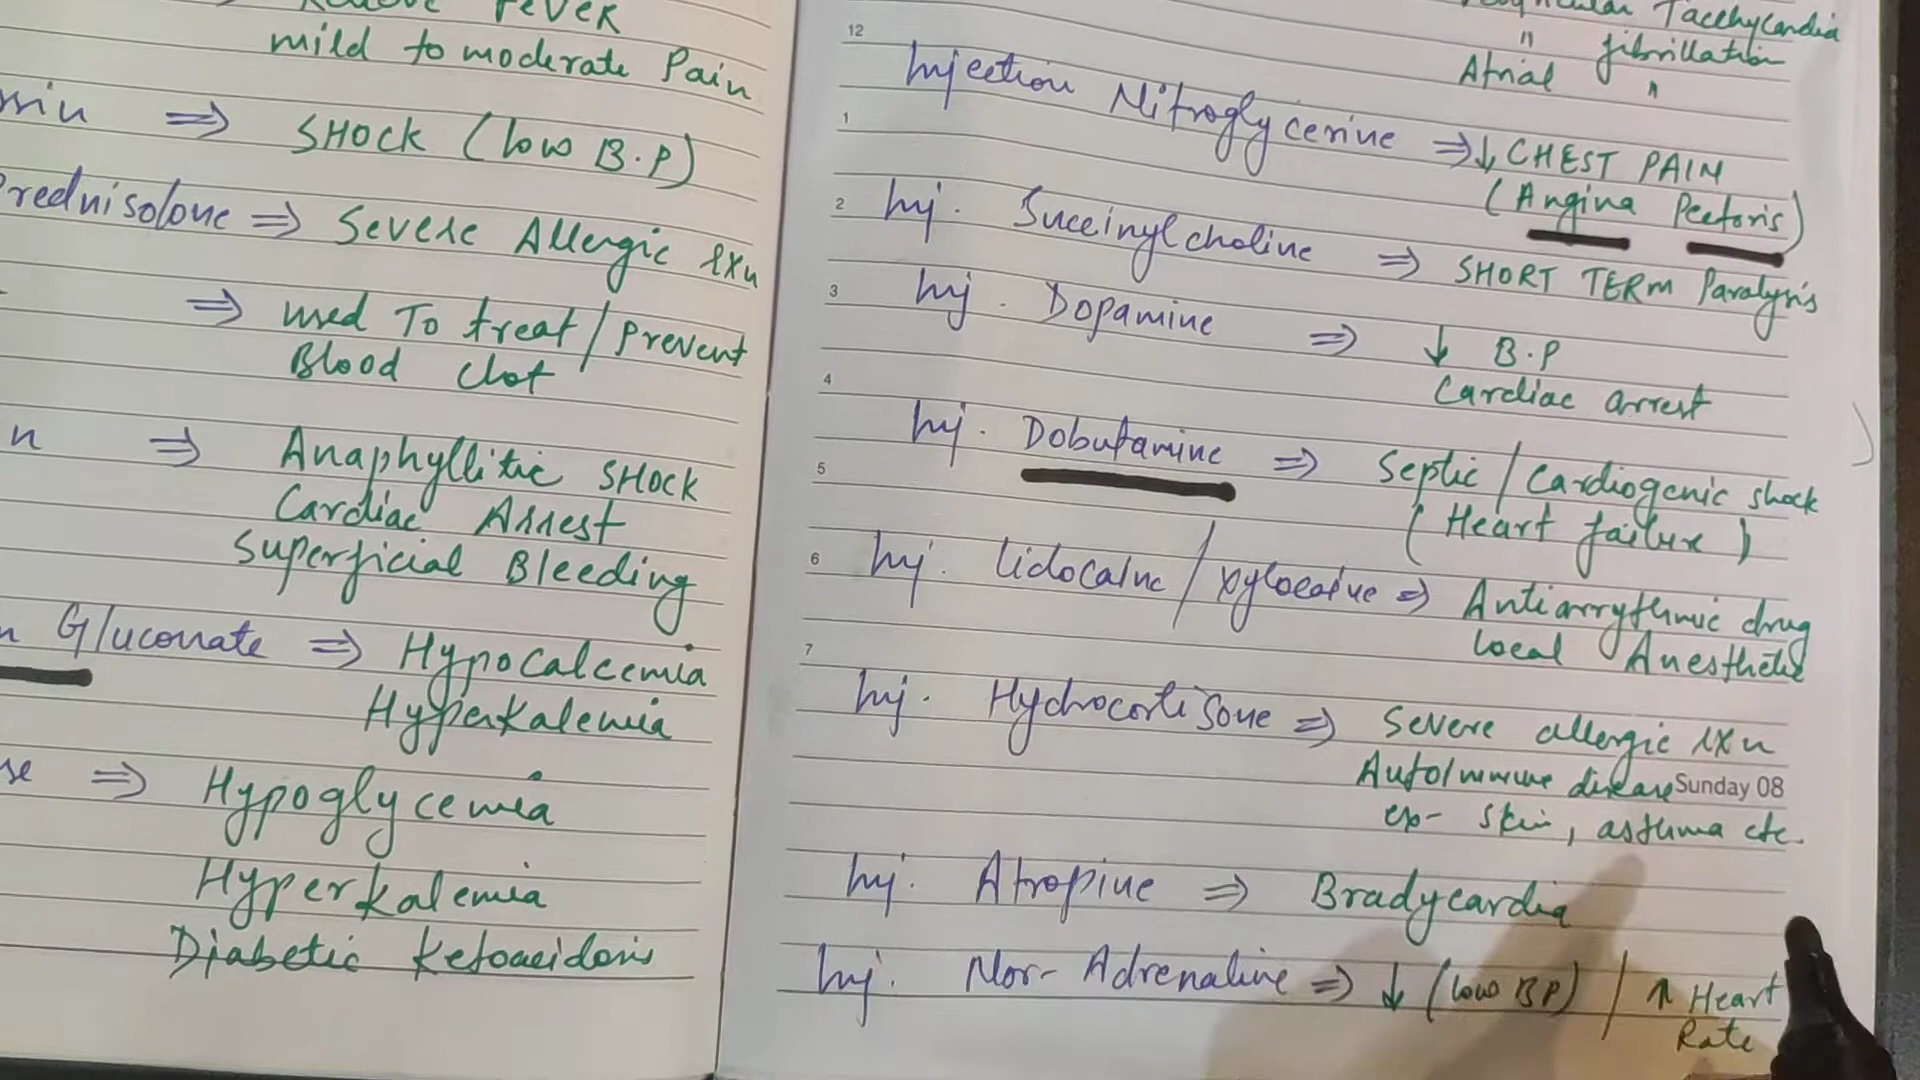 FEVER
mild to moderate Pain
⇒ SHOCK (low B.P)
Prednisolone ⇒ Severe Allergic rxn
⇒ used To treat / Prevent
Blood Clot
n ⇒ Anaphyllitic SHOCK
Cardiac Arrest
Superficial Bleeding
Gluconate ⇒ Hypocalcemia
Hyperkalemia
se ⇒ Hypoglycemia
Hyperkalemia
Diabetic Ketoacidosis
Tacchycardia
" fibrillation
Atrial "
12
Injection Nitroglycerine ⇒ ↓ CHEST PAIN
1
(Angina Pectoris)
2 Inj. Succinylcholine ⇒ SHORT TERM Paralysis
3 Inj. Dopamine ⇒ ↓ B.P
Cardiac arrest
4
Inj. Dobutamine ⇒ Septic / Cardiogenic shock
5
(Heart failure)
6 Inj. lidocaine / xylocaine ⇒ Antiarrythmic drug
local Anesthetic
7
Inj. Hydrocortisone ⇒ Severe allergic rxn
AutoImmune disease Sunday 08
ex- skin, asthma etc.
Inj. Atropine ⇒ Bradycardia
Inj. Nor-Adrenaline ⇒ ↓ (low BP) / ↑ Heart
Rate